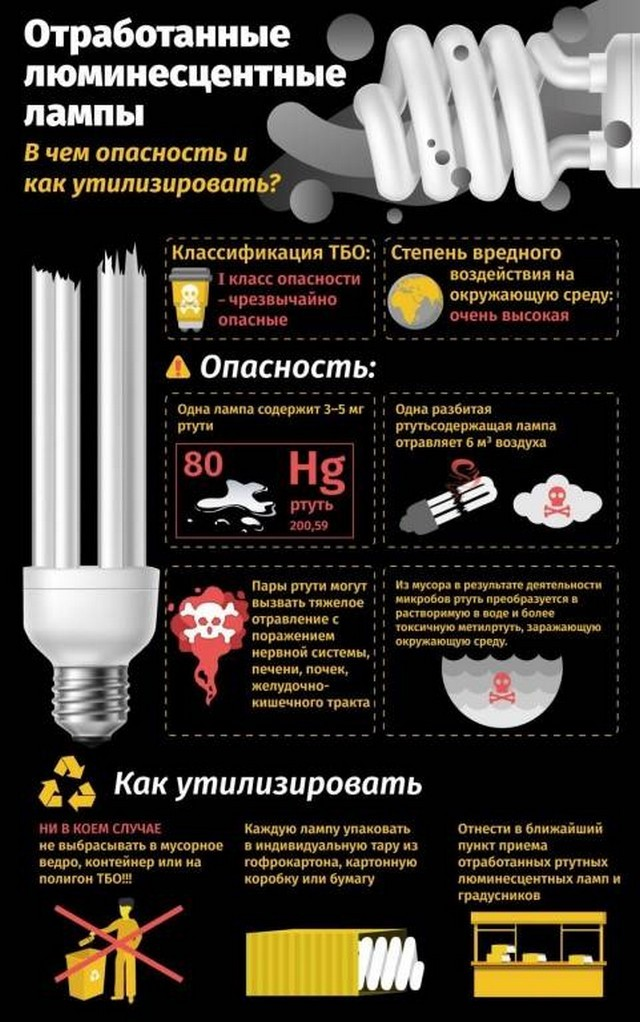 Отработанные
люминесцентные
лампы
В чем опасность и
как утилизировать?
Классификация ТБО:
I класс опасности
– чрезвычайно
опасные
Степень вредного
воздействия на
окружающую среду:
очень высокая
Опасность:
Одна лампа содержит 3–5 мг
ртути
80
Hg
ртуть
200,59
Одна разбитая
ртутьсодержащая лампа
отравляет 6 м³ воздуха
Пары ртути могут
вызвать тяжелое
отравление с
поражением
нервной системы,
печени, почек,
желудочно-
кишечного тракта
Из мусора в результате деятельности
микробов ртуть преобразуется в
растворимую в воде и более
токсичную метилртуть, заражающую
окружающую среду.
Как утилизировать
НИ В КОЕМ СЛУЧАЕ
не выбрасывать в мусорное
ведро, контейнер или на
полигон ТБО!!!
Каждую лампу упаковать
в индивидуальную тару из
гофрокартона, картонную
коробку или бумагу
Отнести в ближайший
пункт приема
отработанных ртутных
люминесцентных ламп и
градусников